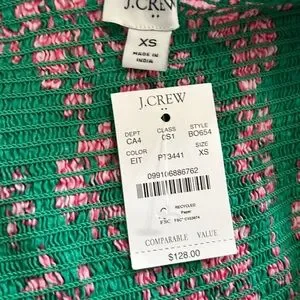 J.CREW
XS
MADE IN
INDIA
J.CREW
DEPT CLASS STYLE
CA4 CS1 BO654
COLOR SIZE
EIT PT3441 XS
099106886762
RECYCLED
Paper
FSC
COMPARABLE VALUE
$128.00